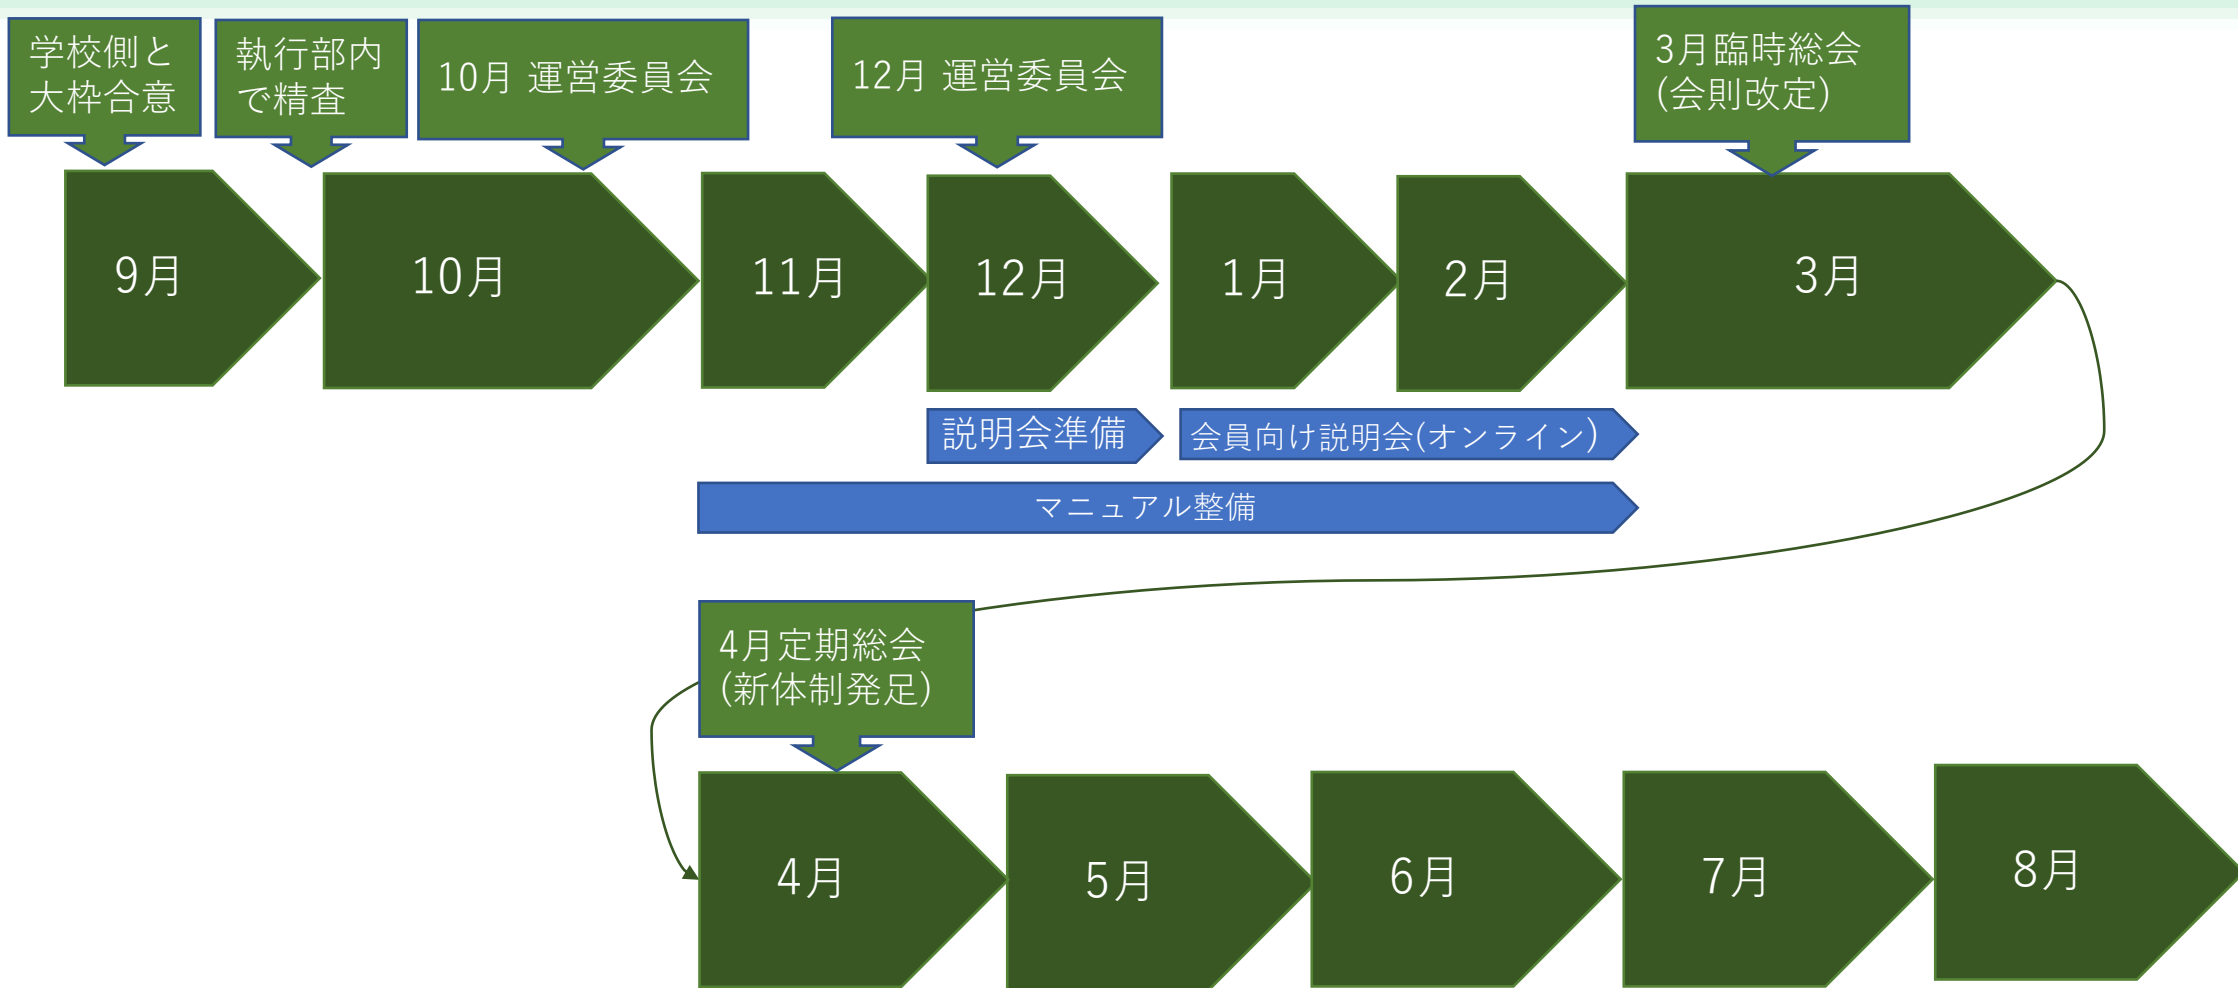 学校側と
大枠合意
執行部内
で精査
10月 運営委員会
12月 運営委員会
3月臨時総会
(会則改定)
9月
10月
11月
12月
1月
2月
3月
説明会準備
会員向け説明会(オンライン)
マニュアル整備
4月定期総会
(新体制発足)
4月
5月
6月
7月
8月